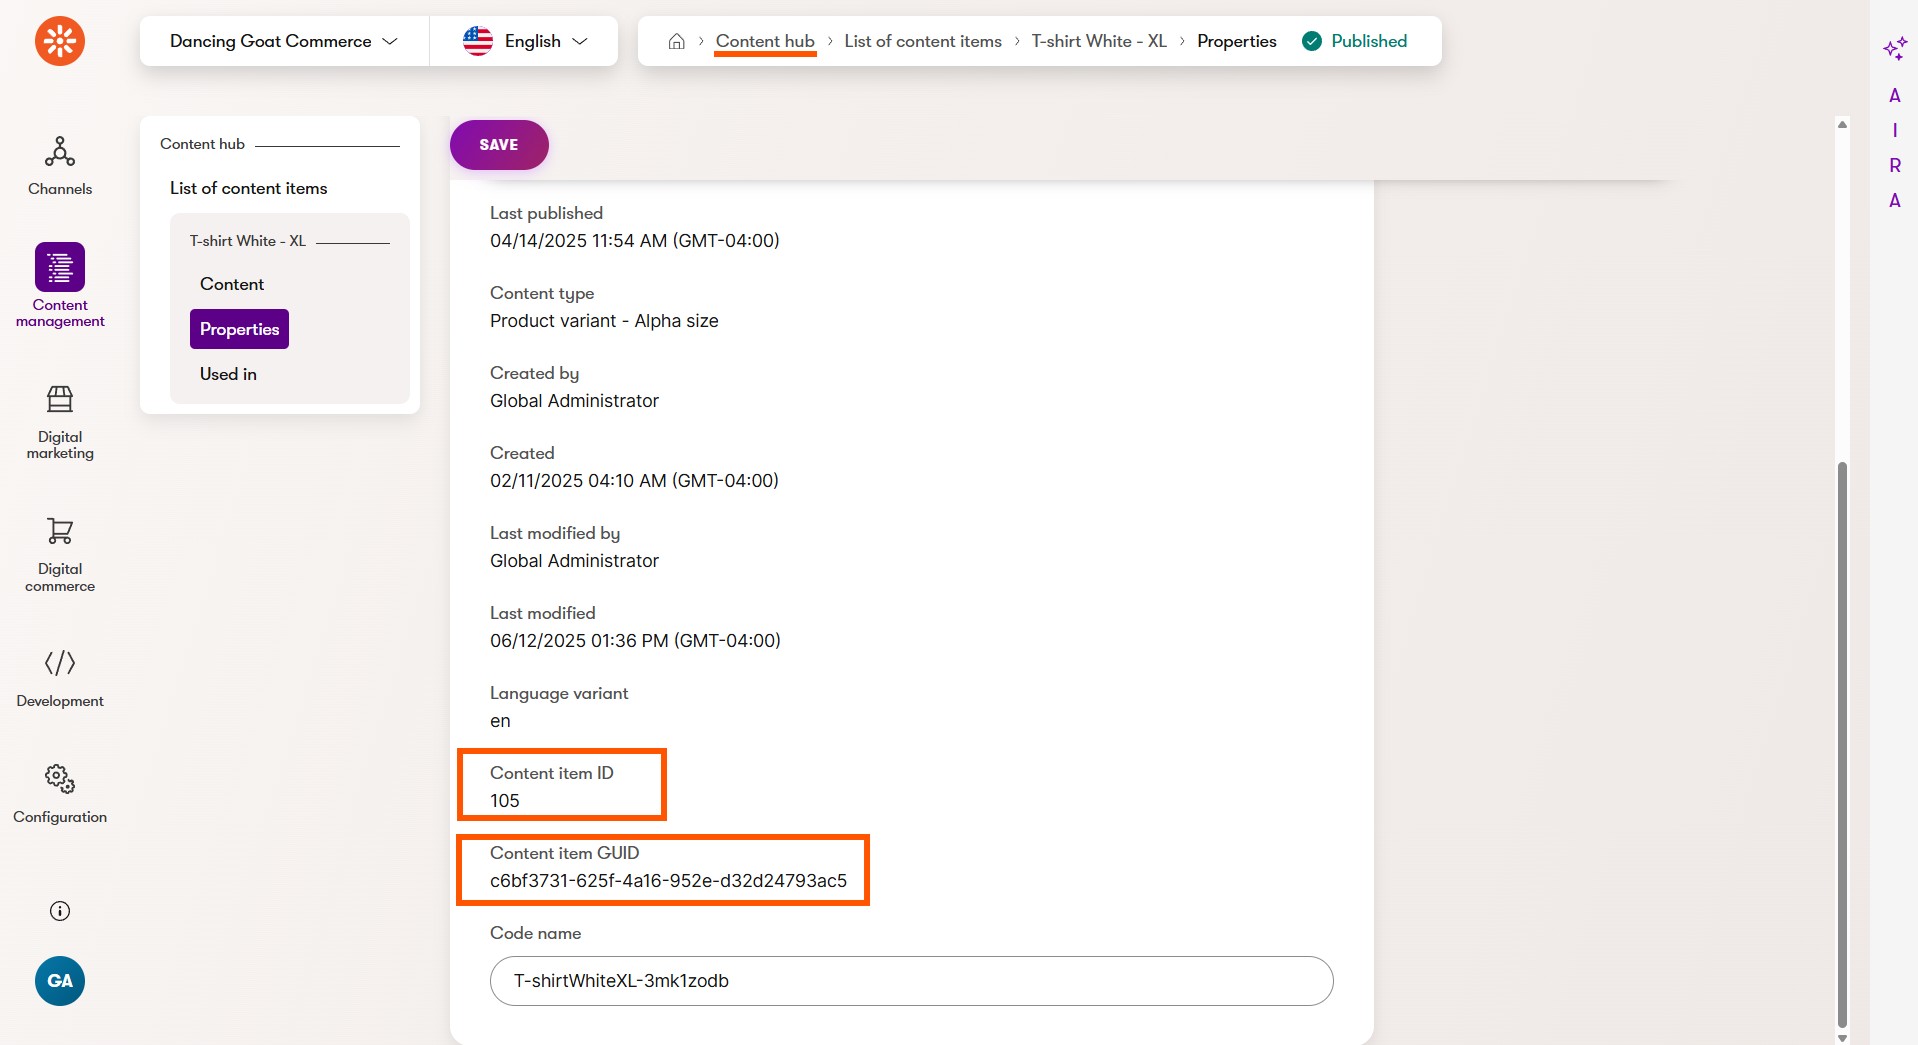 Dancing Goat Commerce
English
Content hub
List of content items
T-shirt White - XL
Properties
Published
A
I
R
A
Channels
Content
management
Digital
marketing
Digital
commerce
Development
Configuration
GA
Content hub
List of content items
T-shirt White - XL
Content
Properties
Used in
SAVE
Last published
04/14/2025 11:54 AM (GMT-04:00)
Content type
Product variant - Alpha size
Created by
Global Administrator
Created
02/11/2025 04:10 AM (GMT-04:00)
Last modified by
Global Administrator
Last modified
06/12/2025 01:36 PM (GMT-04:00)
Language variant
en
Content item ID
105
Content item GUID
c6bf3731-625f-4a16-952e-d32d24793ac5
Code name
T-shirtWhiteXL-3mk1zodb